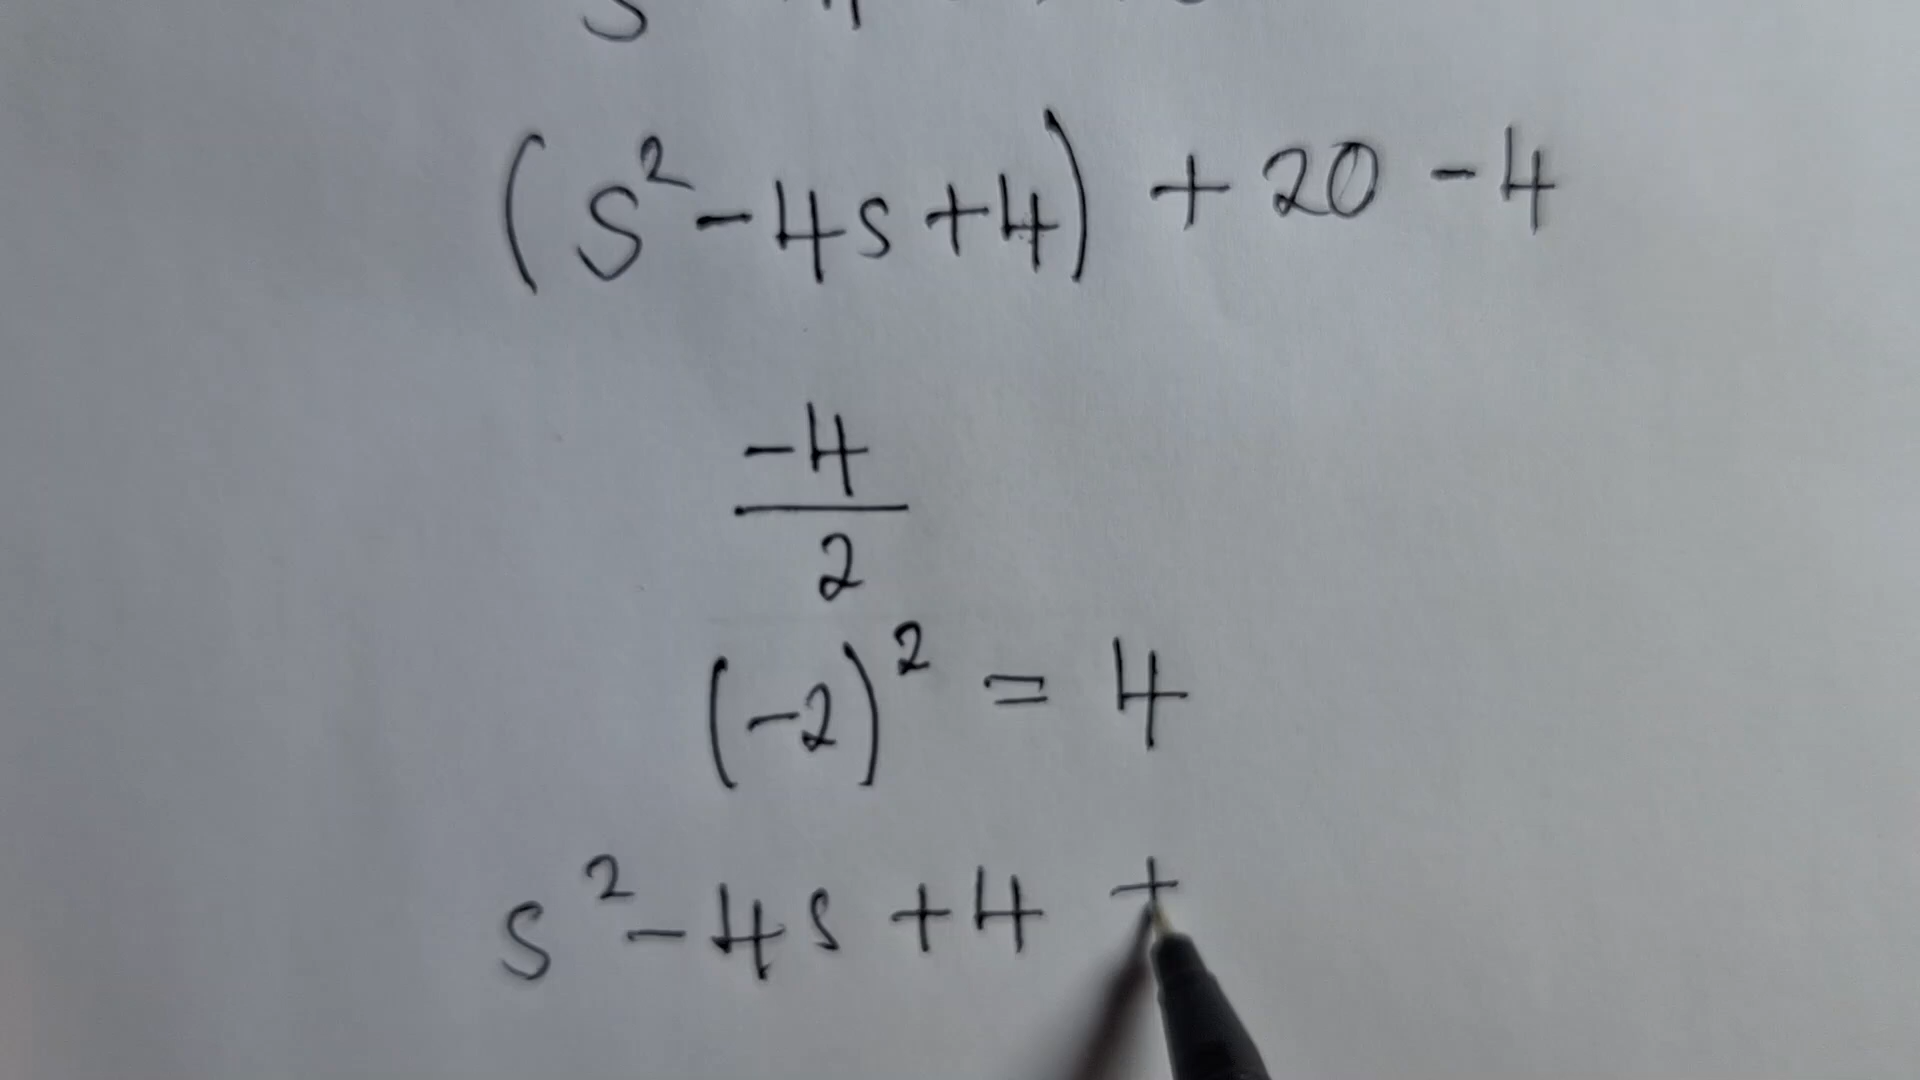 (s² - 4s + 4) + 20 - 4
-4
2
(-2)² = 4
s² - 4s + 4 +